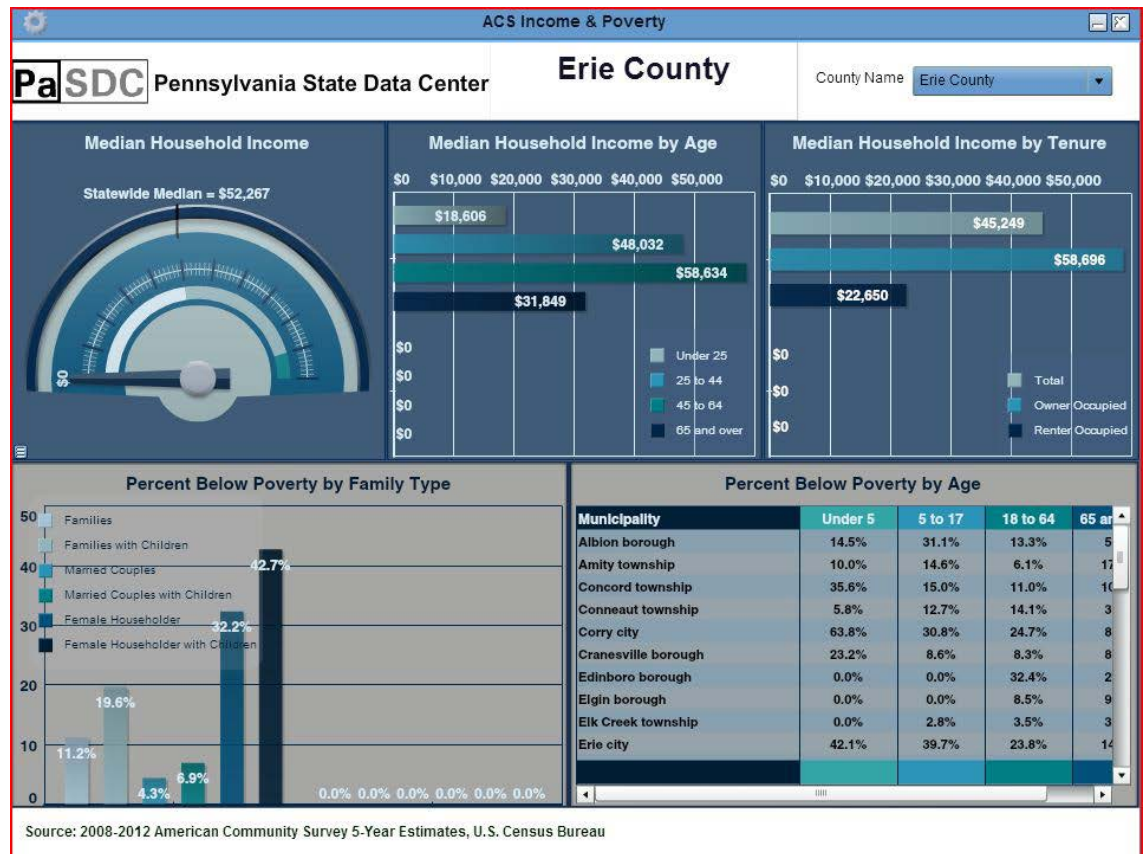 ACS Income & Poverty
PaSDC Pennsylvania State Data Center
Erie County
County Name Erie County
Median Household Income
Statewide Median = $52,267
$0
Median Household Income by Age
$0 $10,000 $20,000 $30,000 $40,000 $50,000
$18,606
$48,032
$58,634
$31,849
$0
$0
$0
$0
Under 25
25 to 44
45 to 64
65 and over
Median Household Income by Tenure
$0 $10,000 $20,000 $30,000 $40,000 $50,000
$45,249
$58,696
$22,650
$0
$0
$0
Total
Owner Occupied
Renter Occupied
Percent Below Poverty by Family Type
50
40
30
20
10
0
Families
Families with Children
Married Couples
Married Couples with Children
Female Householder
Female Householder with Children
11.2%
19.6%
4.3%
6.9%
32.2%
42.7%
0.0% 0.0% 0.0% 0.0% 0.0% 0.0%
Percent Below Poverty by Age
Municipality Under 5 5 to 17 18 to 64 65 ar
Albion borough 14.5% 31.1% 13.3% 5
Amity township 10.0% 14.6% 6.1% 17
Concord township 35.6% 15.0% 11.0% 10
Conneaut township 5.8% 12.7% 14.1% 3
Corry city 63.8% 30.8% 24.7% 8
Cranesville borough 23.2% 8.6% 8.3% 8
Edinboro borough 0.0% 0.0% 32.4% 2
Elgin borough 0.0% 0.0% 8.5% 9
Elk Creek township 0.0% 2.8% 3.5% 3
Erie city 42.1% 39.7% 23.8% 14
Source: 2008-2012 American Community Survey 5-Year Estimates, U.S. Census Bureau